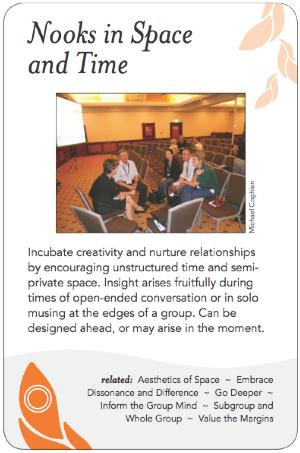 Nooks in Space
and Time
Michael Coghlan
Incubate creativity and nurture relationships
by encouraging unstructured time and semi-
private space. Insight arises fruitfully during
times of open-ended conversation or in solo
musing at the edges of a group. Can be
designed ahead, or may arise in the moment.
related: Aesthetics of Space ~ Embrace
Dissonance and Difference ~ Go Deeper ~
Inform the Group Mind ~ Subgroup and
Whole Group ~ Value the Margins